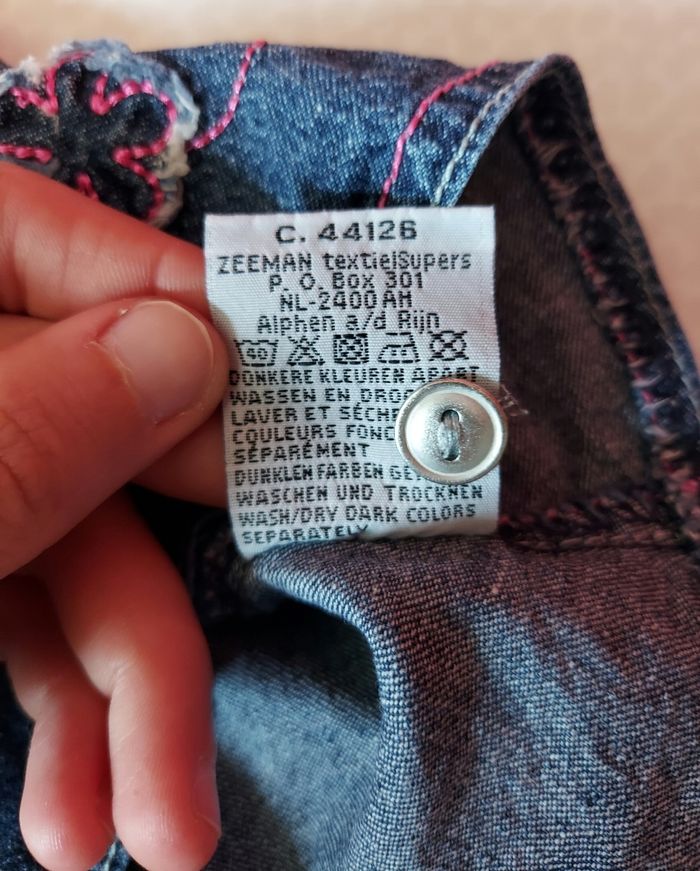 C. 44126
ZEEMAN textielSupers
P. O. Box 301
NL-2400 AH
Alphen a/d Rijn
40
DONKERE KLEUREN APART
WASSEN EN
LAVER ET
COULEURS
SÉPARÉMENT
DUNKLEN FARBEN
WASCHEN UND TROCKNEN
WASH/DRY DARK COLORS
SEPARATELY